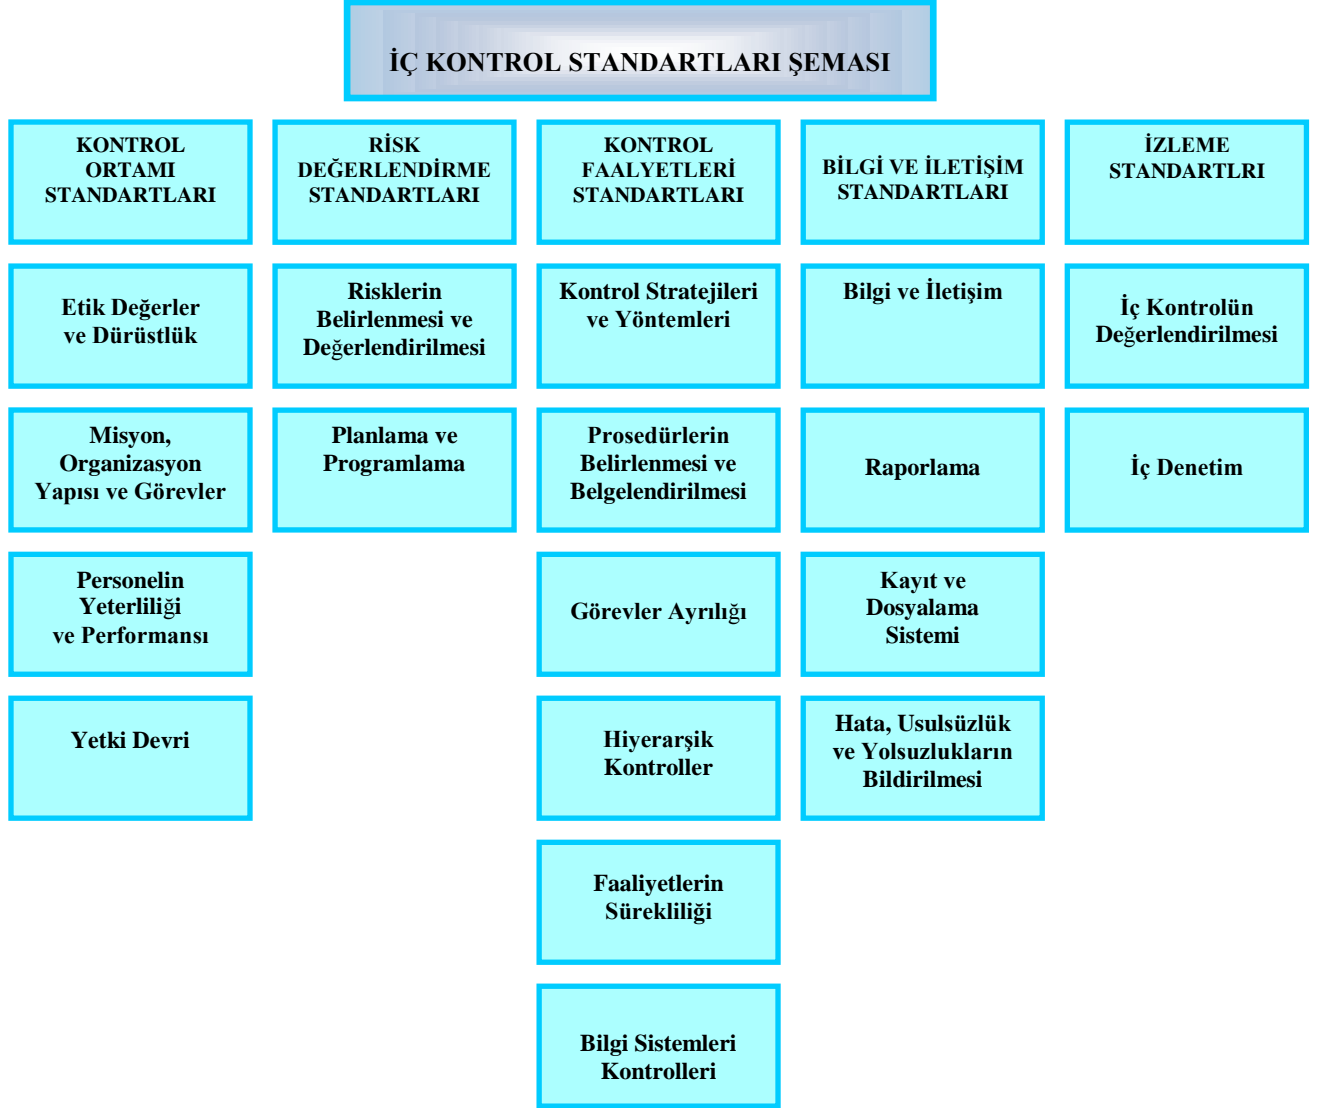 İÇ KONTROL STANDARTLARI ŞEMASI
KONTROL
ORTAMI
STANDARTLARI
RİSK
DEĞERLENDİRME
STANDARTLARI
KONTROL
FAALYETLERİ
STANDARTLARI
BİLGİ VE İLETİŞİM
STANDARTLARI
İZLEME
STANDARTLRI
Etik Değerler
ve Dürüstlük
Risklerin
Belirlenmesi ve
Değerlendirilmesi
Kontrol Stratejileri
ve Yöntemleri
Bilgi ve İletişim
İç Kontrolün
Değerlendirilmesi
Misyon,
Organizasyon
Yapısı ve Görevler
Planlama ve
Programlama
Prosedürlerin
Belirlenmesi ve
Belgelendirilmesi
Raporlama
İç Denetim
Personelin
Yeterliliği
ve Performansı
Görevler Ayrılığı
Kayıt ve
Dosyalama
Sistemi
Yetki Devri
Hiyerarşik
Kontroller
Hata, Usulsüzlük
ve Yolsuzlukların
Bildirilmesi
Faaliyetlerin
Sürekliliği
Bilgi Sistemleri
Kontrolleri